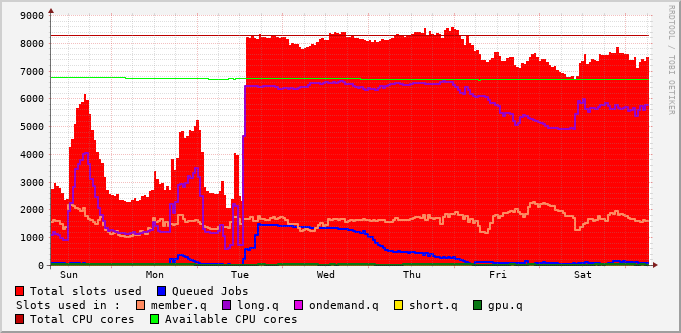 9000
8000
7000
6000
5000
4000
3000
2000
1000
0
Sun Mon Tue Wed Thu Fri Sat
RRDTOOL / TOBI OETIKER
Total slots used Queued Jobs
Slots used in : member.q long.q ondemand.q short.q gpu.q
Total CPU cores Available CPU cores